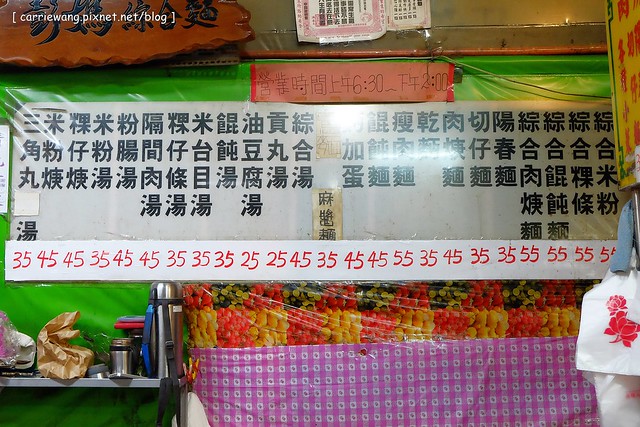 [ carriewang.pixnet.net/blog ]
綜合麵
營業時間上午6:30~下午2:00
三角丸湯
米粉焿
粿仔焿
米粉湯
粉腸湯
隔間肉湯
粿仔條湯
米台目湯
餛飩湯
油豆腐湯
貢丸湯
綜合湯
麻醬麵
加蛋
餛飩麵
瘦肉麵
乾麵
肉焿麵
切仔麵
陽春麵
綜合肉焿麵
綜合餛飩麵
綜合粿條
綜合米粉
35 45 45 35 45 45 35 35 35 25 25 45 35 45 45 55 35 45 35 35 55 55 55 55